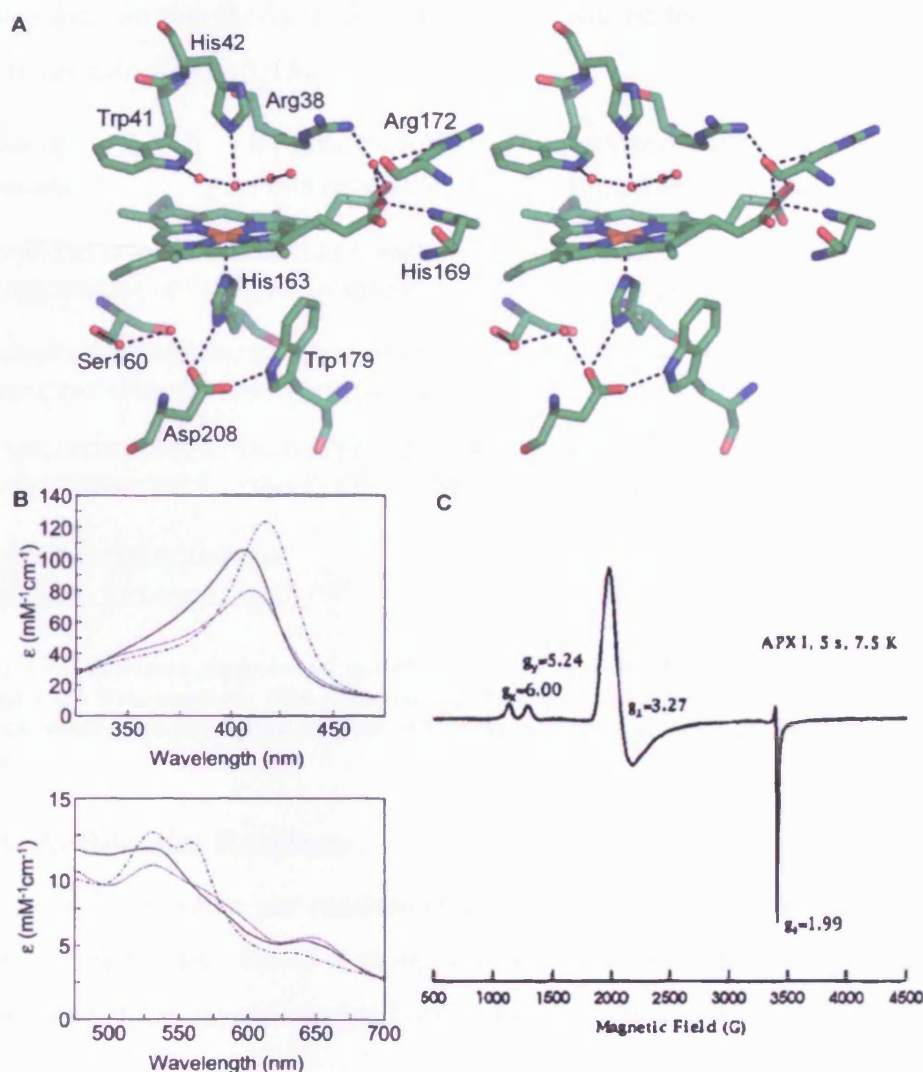 A
His42
Arg38
Trp41
Arg172
His163
His169
Ser160
Trp179
Asp208
B
140
120
100
80
60
40
20
0
ε (mM⁻¹cm⁻¹)
350 400 450
Wavelength (nm)
15
10
5
0
ε (mM⁻¹cm⁻¹)
500 550 600 650 700
Wavelength (nm)
C
APX I, 5 s, 7.5 K
gy=5.24
gx=6.00
g⊥=3.27
=1.99
500 1000 1500 2000 2500 3000 3500 4000 4500
Magnetic Field (G)